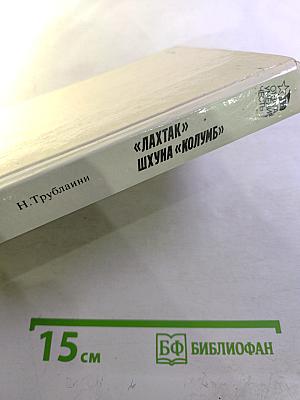 Н.Трублаини
«ЛАХТАК»
ШХУНА «КОЛУМБ»
15 см
БФ БИБЛИОФАН